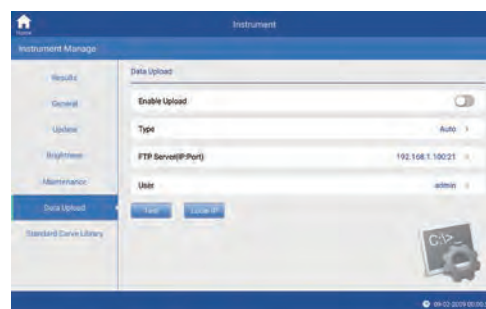 Instrument
Home
Instrument Manage
Results
General
Update
Brightness
Maintenance
Data Upload
Standard Curve Library
Data Upload
Enable Upload
Type Auto
FTP Server(IP:Port) 192.168.1.100:21
User admin
Test Local IP
C:\>_